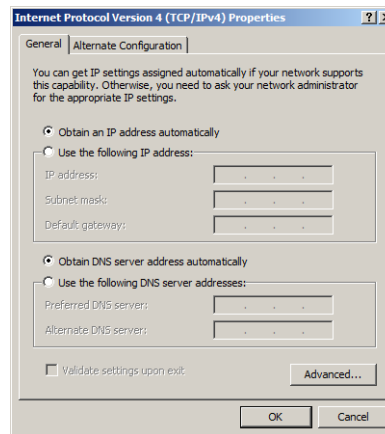 Internet Protocol Version 4 (TCP/IPv4) Properties
General
Alternate Configuration
You can get IP settings assigned automatically if your network supports
this capability. Otherwise, you need to ask your network administrator
for the appropriate IP settings.
Obtain an IP address automatically
Use the following IP address:
IP address:
Subnet mask:
Default gateway:
Obtain DNS server address automatically
Use the following DNS server addresses:
Preferred DNS server:
Alternate DNS server:
Validate settings upon exit
Advanced...
OK
Cancel